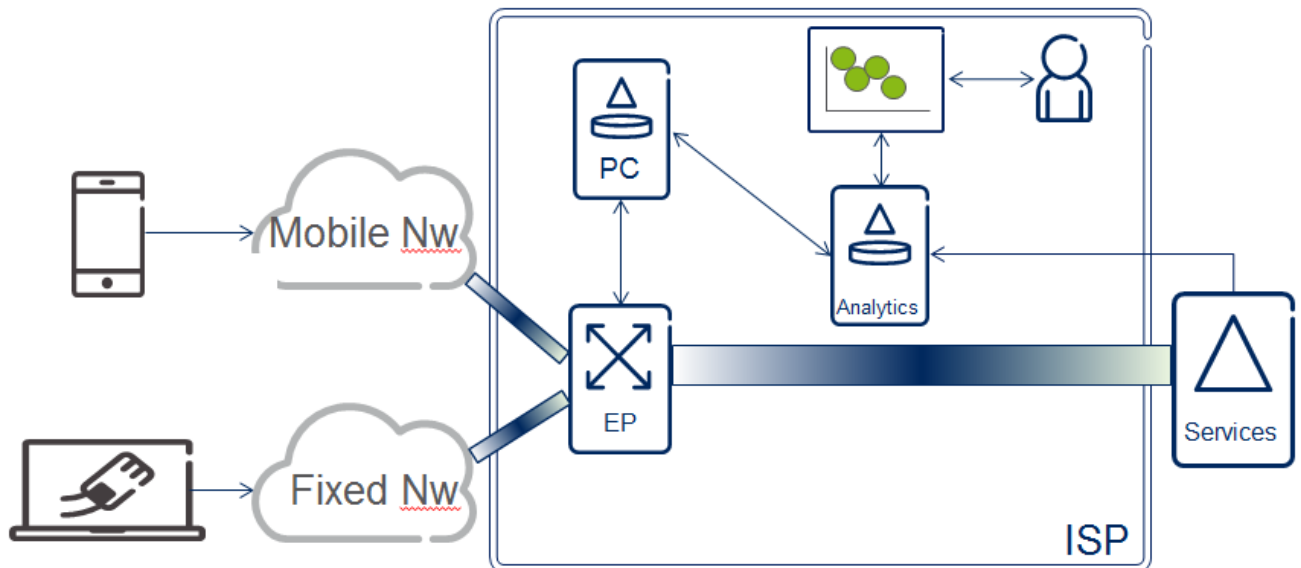 PC
Mobile Nw
Analytics
EP
Services
Fixed Nw
ISP